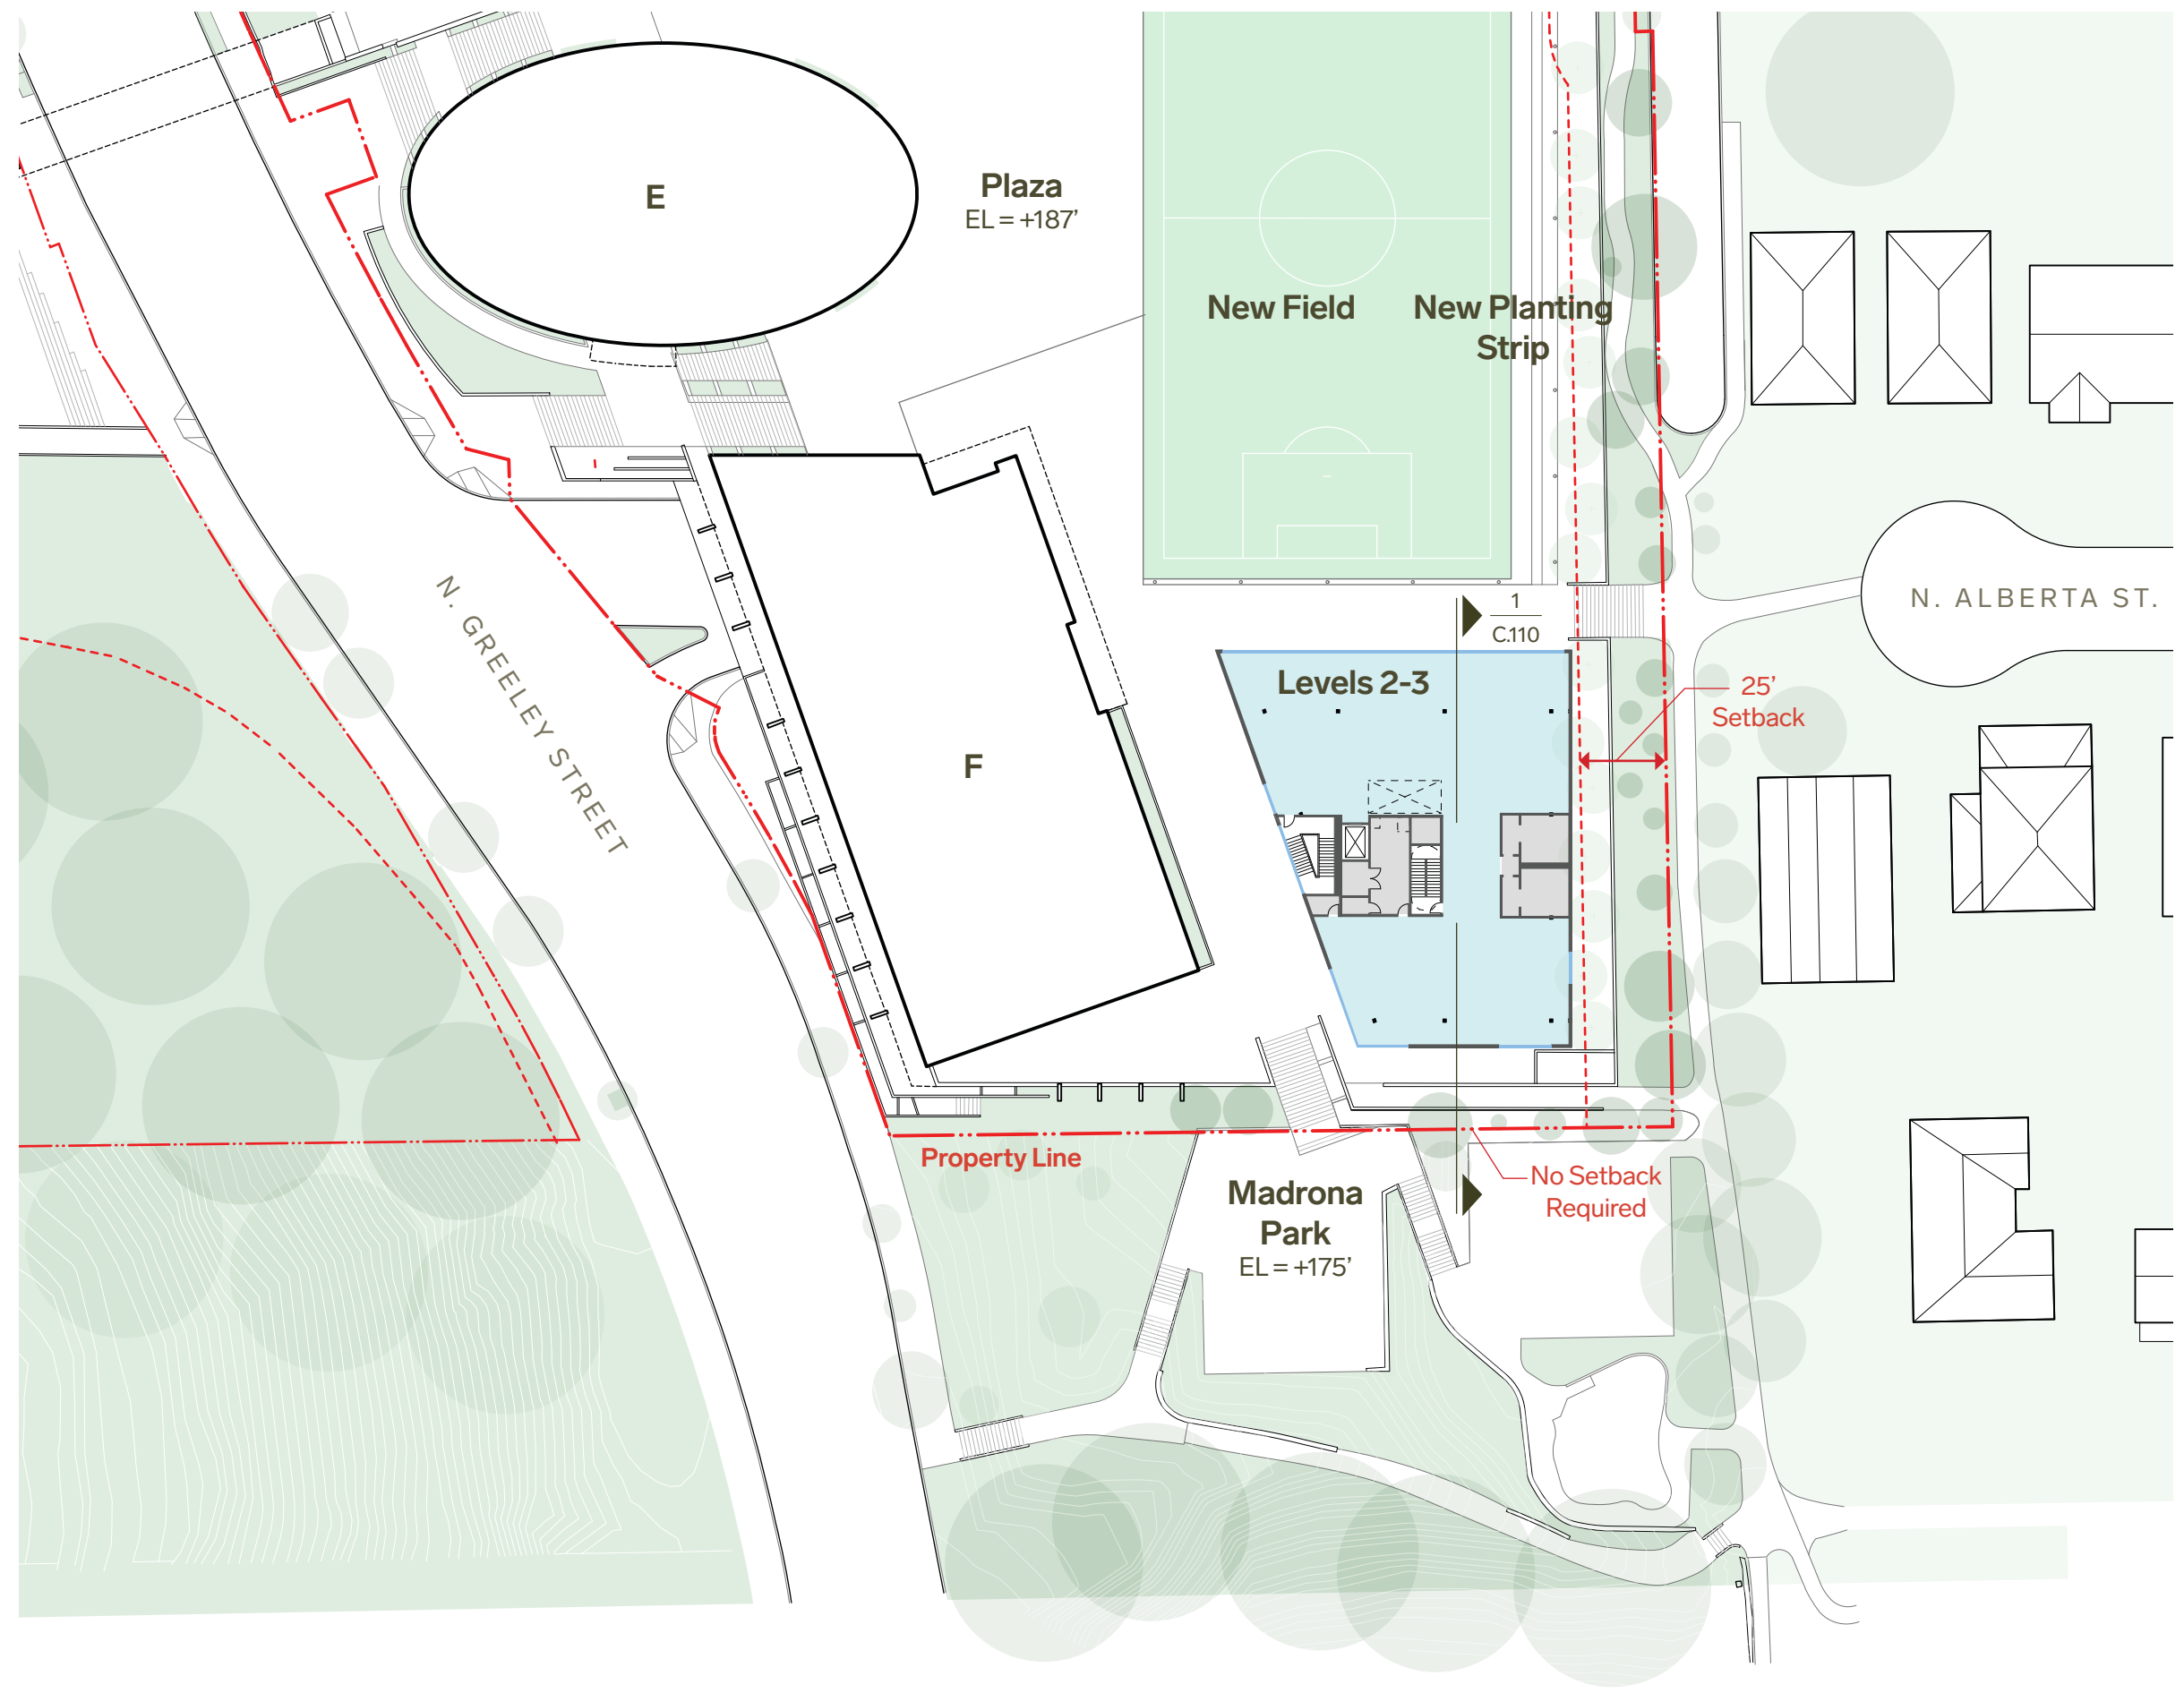 E
Plaza
EL = +187’
New Field
New Planting
Strip
N. GREELEY STREET
1
C.110
N. ALBERTA ST.
Levels 2-3
25’
Setback
F
Property Line
Madrona
Park
EL = +175’
No Setback
Required